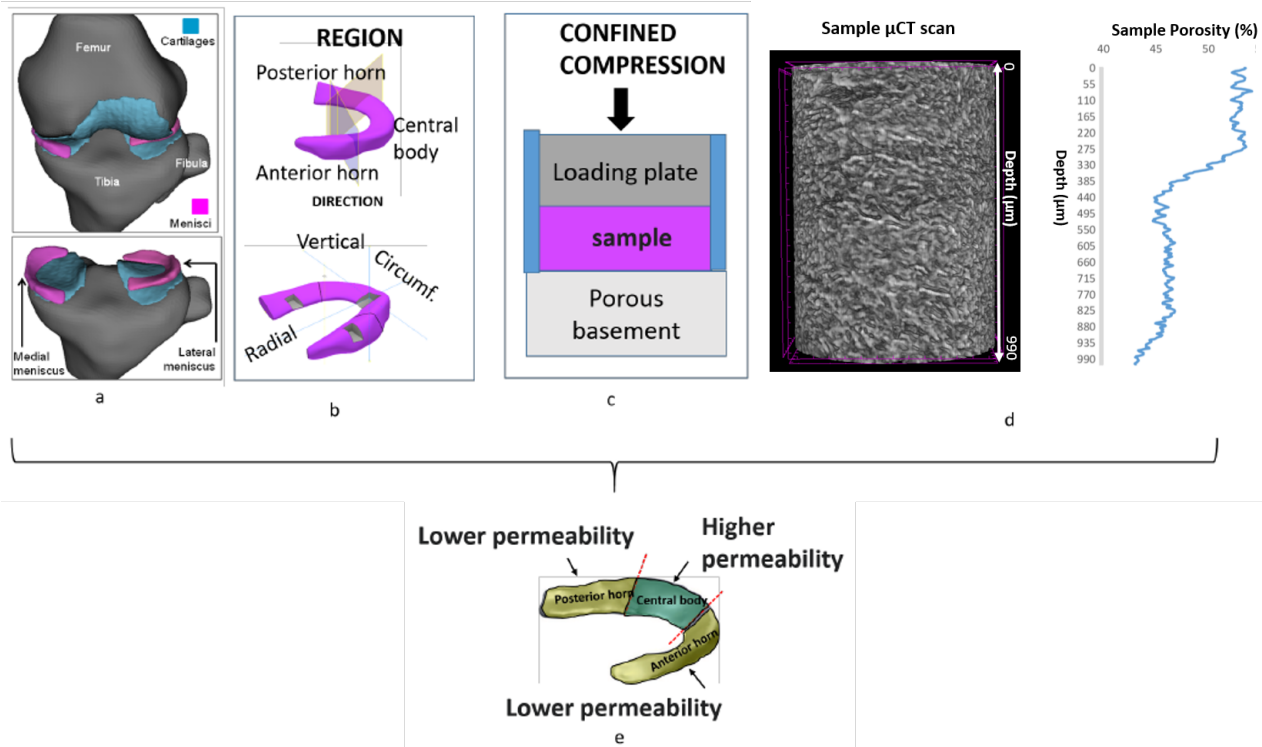 Femur
Cartilages
Fibula
Tibia
Menisci
Medial
meniscus
Lateral
meniscus
a
REGION
Posterior horn
Central
body
Anterior horn
DIRECTION
Vertical
Circumf.
Radial
b
CONFINED
COMPRESSION
Loading plate
sample
Porous
basement
c
Sample µCT scan
0
Depth (µm)
990
Sample Porosity (%)
40 45 50
Depth (µm)
0
55
110
165
220
275
330
385
440
495
550
605
660
715
770
825
880
935
990
d
Lower permeability
Higher
permeability
Posterior horn
Central body
Anterior horn
Lower permeability
e